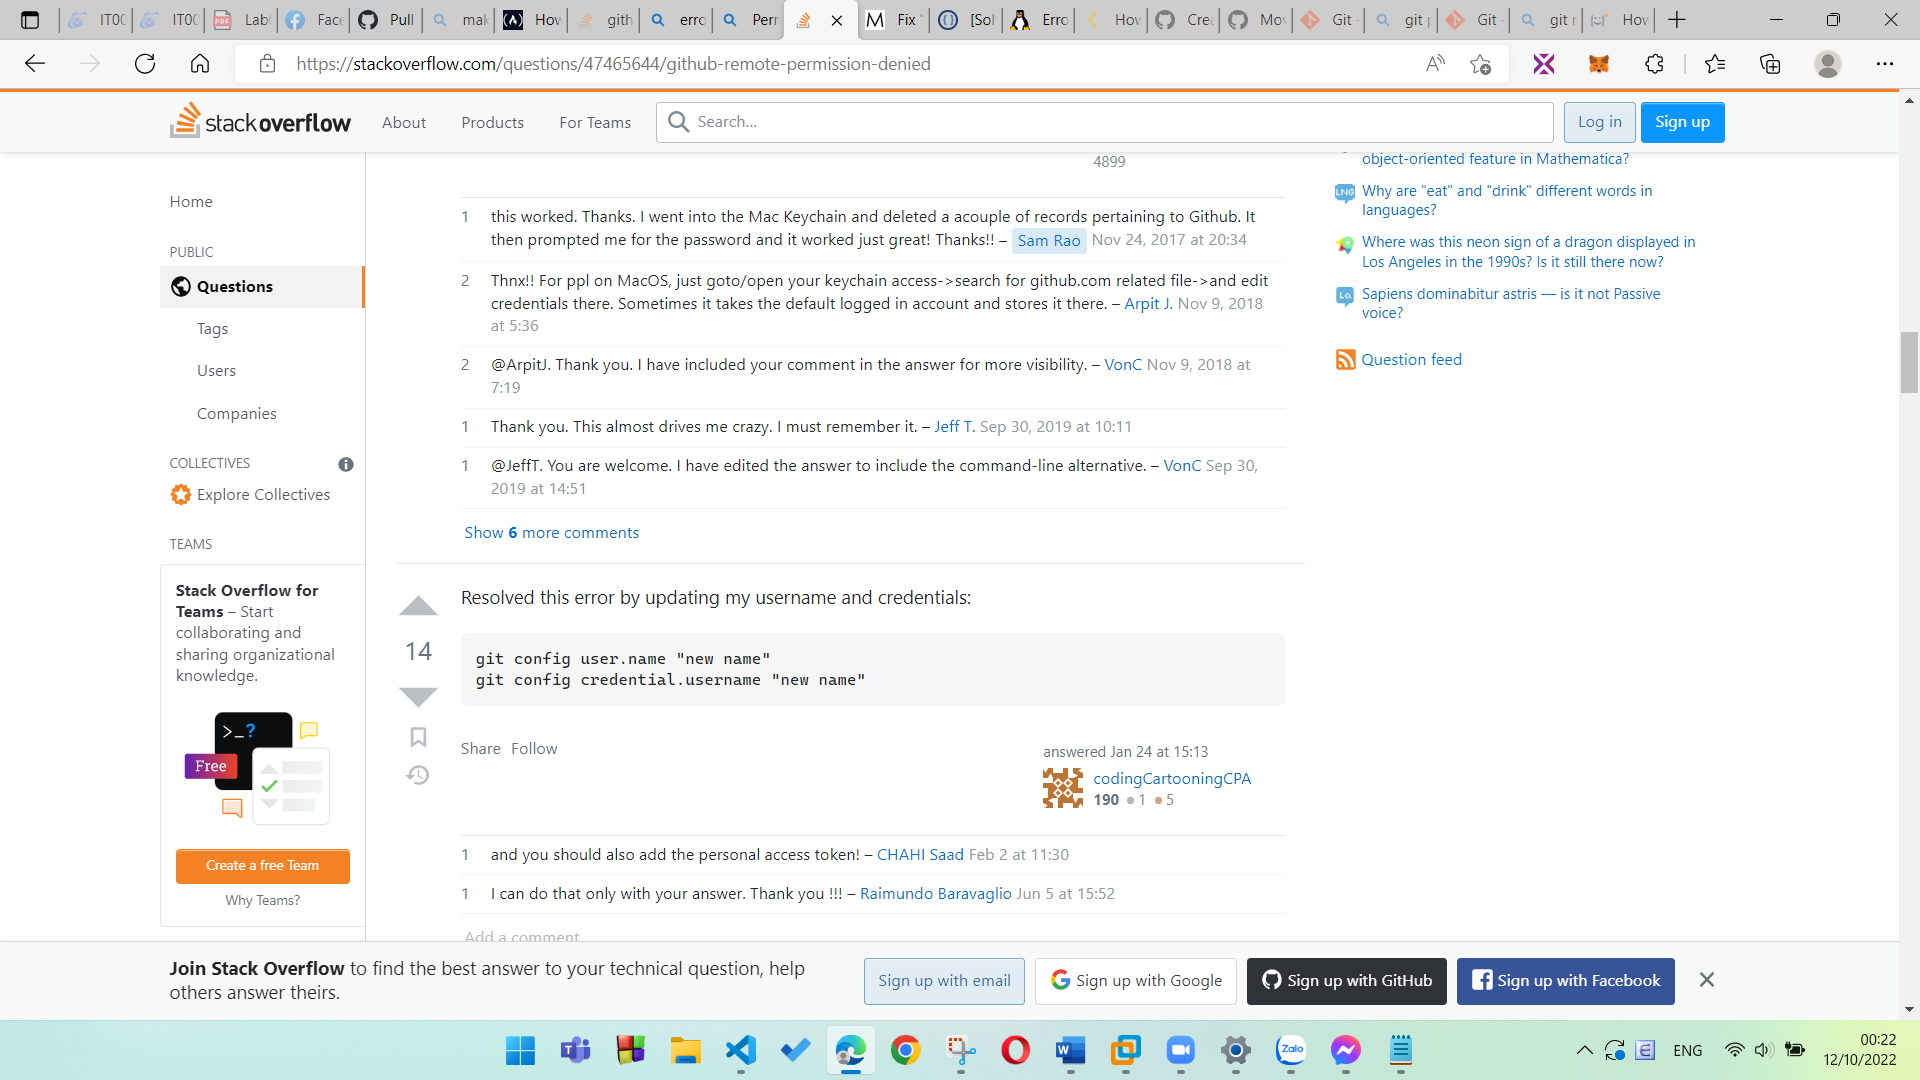 IT00
IT00
Lab
Face
Pull
mak
How
gith
erro
Perr
Fix
[Sol
Erro
How
Crea
Mov
Git
git p
Git
git r
How
https://stackoverflow.com/questions/47465644/github-remote-permission-denied
stack overflow
About
Products
For Teams
Search...
Log in
Sign up
Home
PUBLIC
Questions
Tags
Users
Companies
COLLECTIVES
Explore Collectives
TEAMS
Stack Overflow for
Teams – Start
collaborating and
sharing organizational
knowledge.
>_?
Free
Create a free Team
Why Teams?
4899
1 this worked. Thanks. I went into the Mac Keychain and deleted a acouple of records pertaining to Github. It
then prompted me for the password and it worked just great! Thanks!! – Sam Rao Nov 24, 2017 at 20:34
2 Thnx!! For ppl on MacOS, just goto/open your keychain access->search for github.com related file->and edit
credentials there. Sometimes it takes the default logged in account and stores it there. – Arpit J. Nov 9, 2018
at 5:36
2 @ArpitJ. Thank you. I have included your comment in the answer for more visibility. – VonC Nov 9, 2018 at
7:19
1 Thank you. This almost drives me crazy. I must remember it. – Jeff T. Sep 30, 2019 at 10:11
1 @JeffT. You are welcome. I have edited the answer to include the command-line alternative. – VonC Sep 30,
2019 at 14:51
Show 6 more comments
14
Resolved this error by updating my username and credentials:
git config user.name "new name"
git config credential.username "new name"
Share Follow
answered Jan 24 at 15:13
codingCartooningCPA
190 1 5
1 and you should also add the personal access token! – CHAHI Saad Feb 2 at 11:30
1 I can do that only with your answer. Thank you !!! – Raimundo Baravaglio Jun 5 at 15:52
Add a comment
object-oriented feature in Mathematica?
LNG Why are "eat" and "drink" different words in
languages?
Where was this neon sign of a dragon displayed in
Los Angeles in the 1990s? Is it still there now?
Lo. Sapiens dominabitur astris — is it not Passive
voice?
Question feed
Join Stack Overflow to find the best answer to your technical question, help
others answer theirs.
Sign up with email
Sign up with Google
Sign up with GitHub
Sign up with Facebook
Zalo
ENG
00:22
12/10/2022